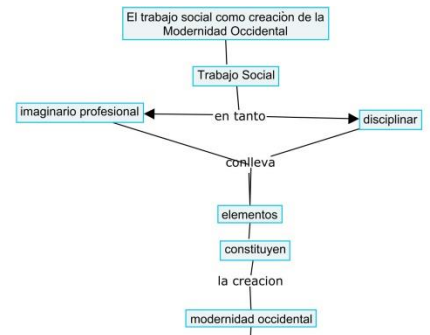 El trabajo social como creaciòn de la
Modernidad Occidental
Trabajo Social
imaginario profesional
en tanto
disciplinar
conlleva
elementos
constituyen
la creacion
modernidad occidental